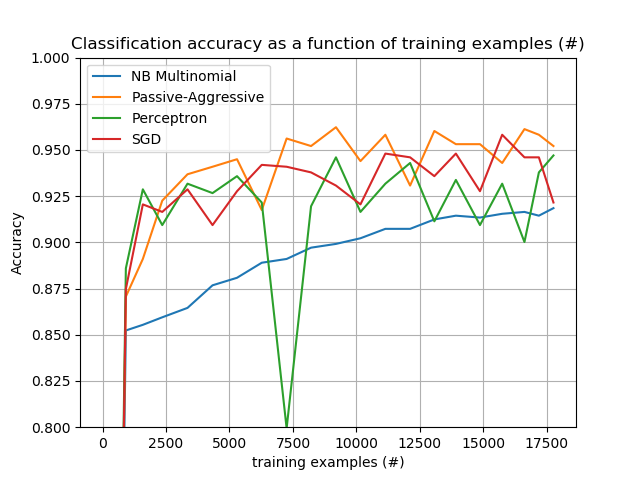 Classification accuracy as a function of training examples (#)
NB Multinomial
Passive-Aggressive
Perceptron
SGD
Accuracy
1.000
0.975
0.950
0.925
0.900
0.875
0.850
0.825
0.800
0 2500 5000 7500 10000 12500 15000 17500
training examples (#)